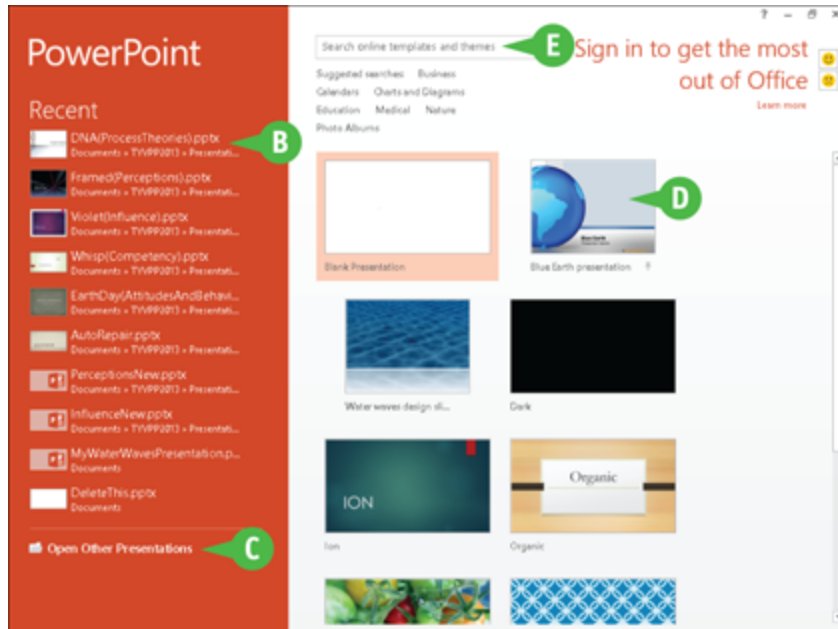 PowerPoint
Recent
DNA(ProcessTheories).pptx
Documents » TYVPP2013 » Presentati...
Framed(Perceptions).pptx
Documents » TYVPP2013 » Presentati...
Violet(Influence).pptx
Documents » TYVPP2013 » Presentati...
Whisp(Competency).pptx
Documents » TYVPP2013 » Presentati...
EarthDay(AttitudesAndBehavi...
Documents » TYVPP2013 » Presentati...
AutoRepair.pptx
Documents » TYVPP2013 » Presentati...
PerceptionsNew.pptx
Documents » TYVPP2013 » Presentati...
InfluenceNew.pptx
Documents » TYVPP2013 » Presentati...
MyWaterWavesPresentation.p...
Documents
DeleteThis.pptx
Documents
Open Other Presentations
B
C
Search online templates and themes
E
Suggested searches Business
Calendars Charts and Diagrams
Education Medical Nature
Photo Albums
Sign in to get the most
out of Office
Learn more
Blank Presentation
Blue Earth
D
Blue Earth presentation
Water waves design sli...
Dark
ION
Ion
Organic
Organic